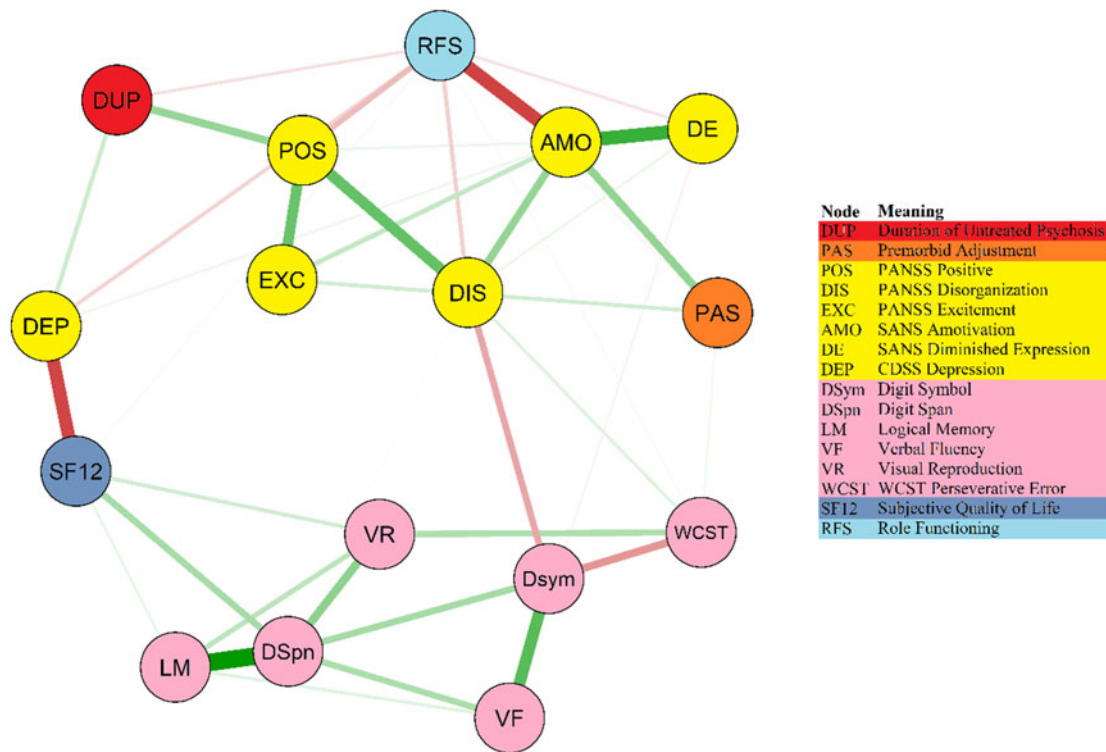 RFS
DUP
DE
AMO
POS
EXC
DIS
PAS
DEP
SF12
VR
WCST
Dsym
DSpn
LM
VF
Node Meaning
DUP Duration of Untreated Psychosis
PAS Premorbid Adjustment
POS PANSS Positive
DIS PANSS Disorganization
EXC PANSS Excitement
AMO SANS Amotivation
DE SANS Diminished Expression
DEP CDSS Depression
DSym Digit Symbol
DSpn Digit Span
LM Logical Memory
VF Verbal Fluency
VR Visual Reproduction
WCST WCST Perseverative Error
SF12 Subjective Quality of Life
RFS Role Functioning